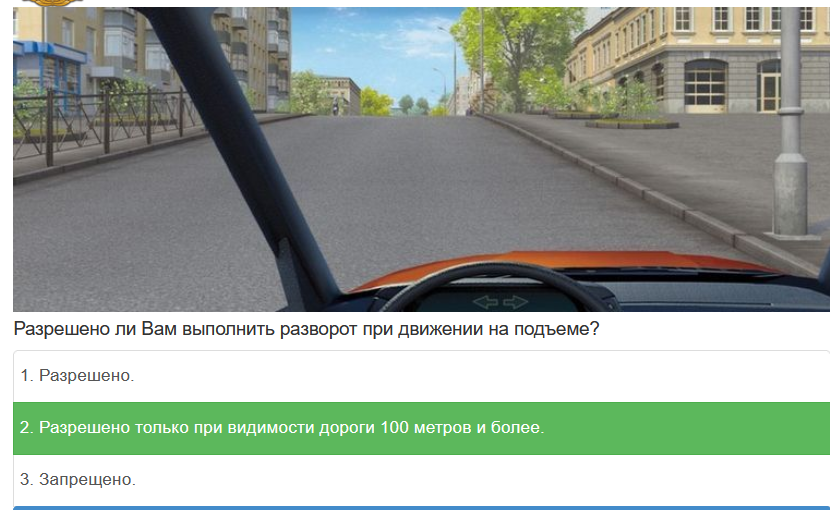 Разрешено ли Вам выполнить разворот при движении на подъеме?
1. Разрешено.
2. Разрешено только при видимости дороги 100 метров и более.
3. Запрещено.